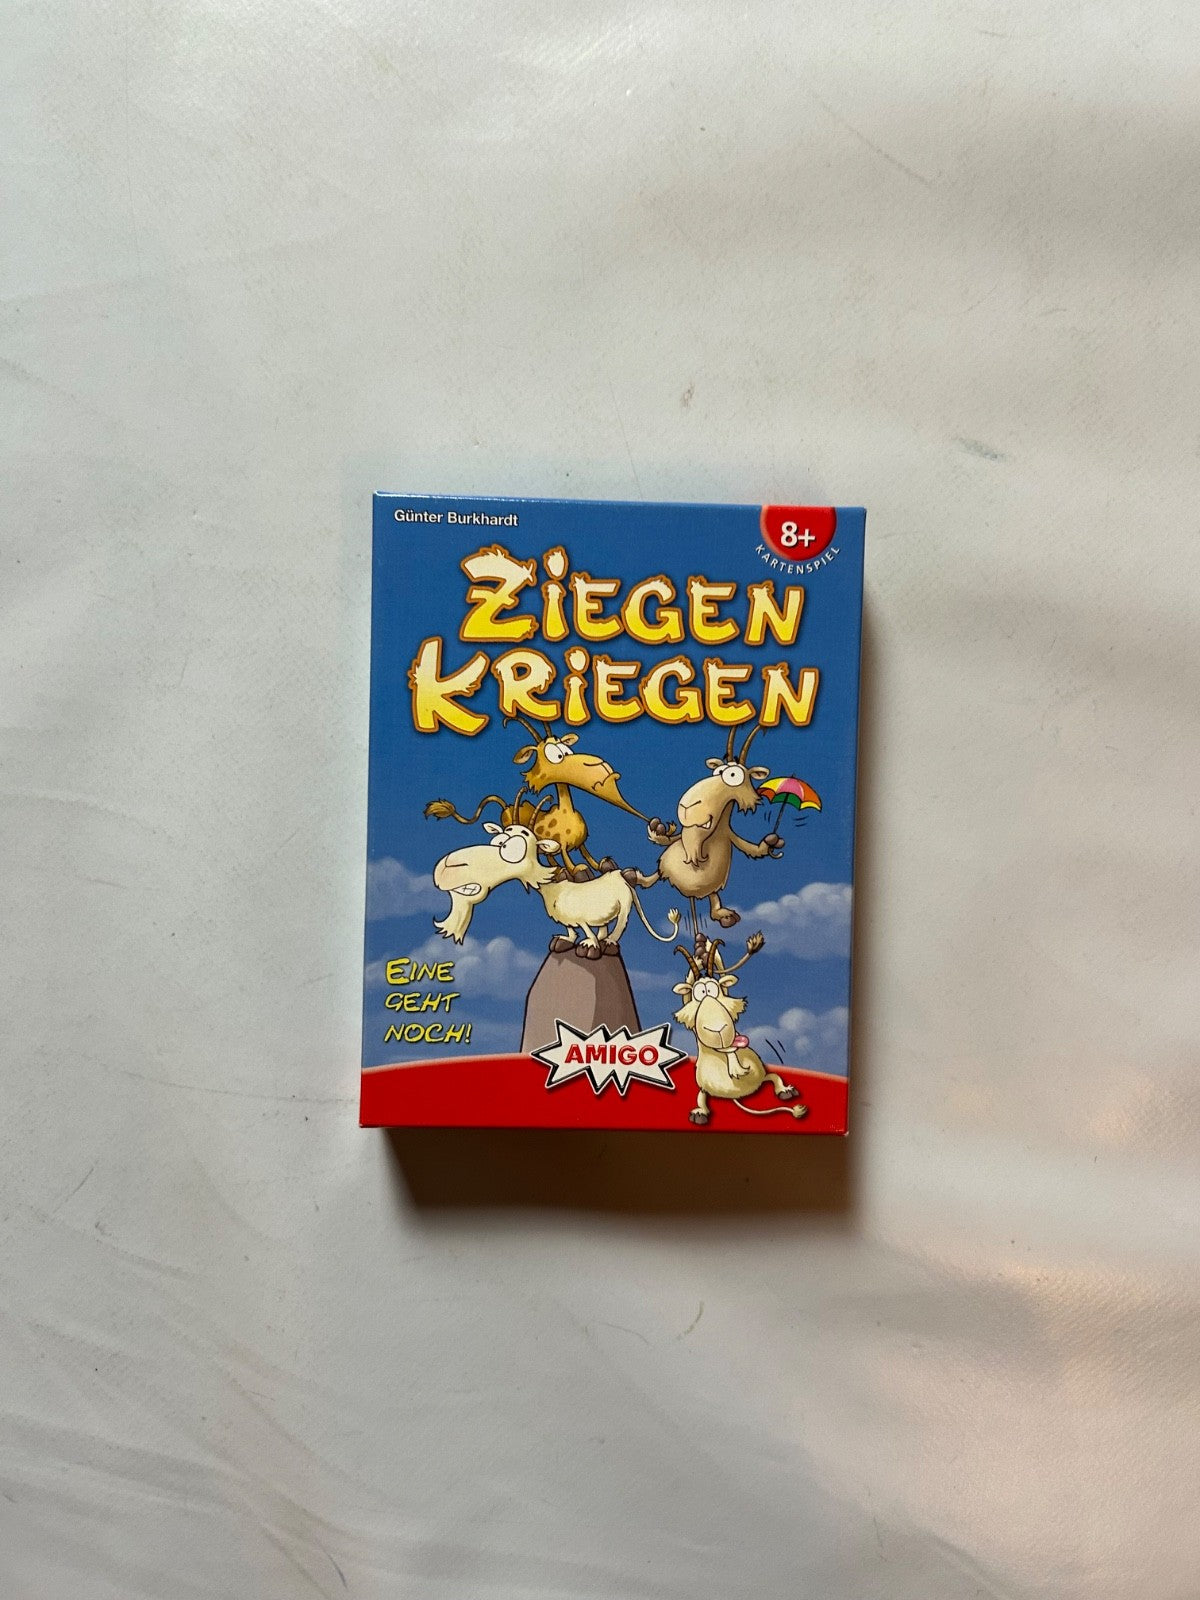 Günter Burkhardt
8+
KARTENSPIEL
ZIEGEN
KRIEGEN
EINE
GEHT
NOCH!
AMIGO